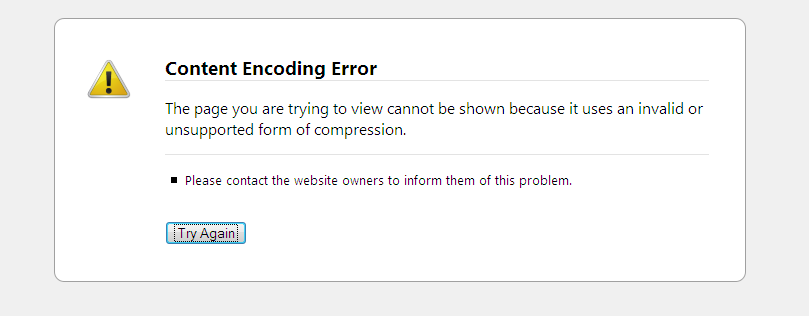 Content Encoding Error
The page you are trying to view cannot be shown because it uses an invalid or
unsupported form of compression.
Please contact the website owners to inform them of this problem.
Try Again